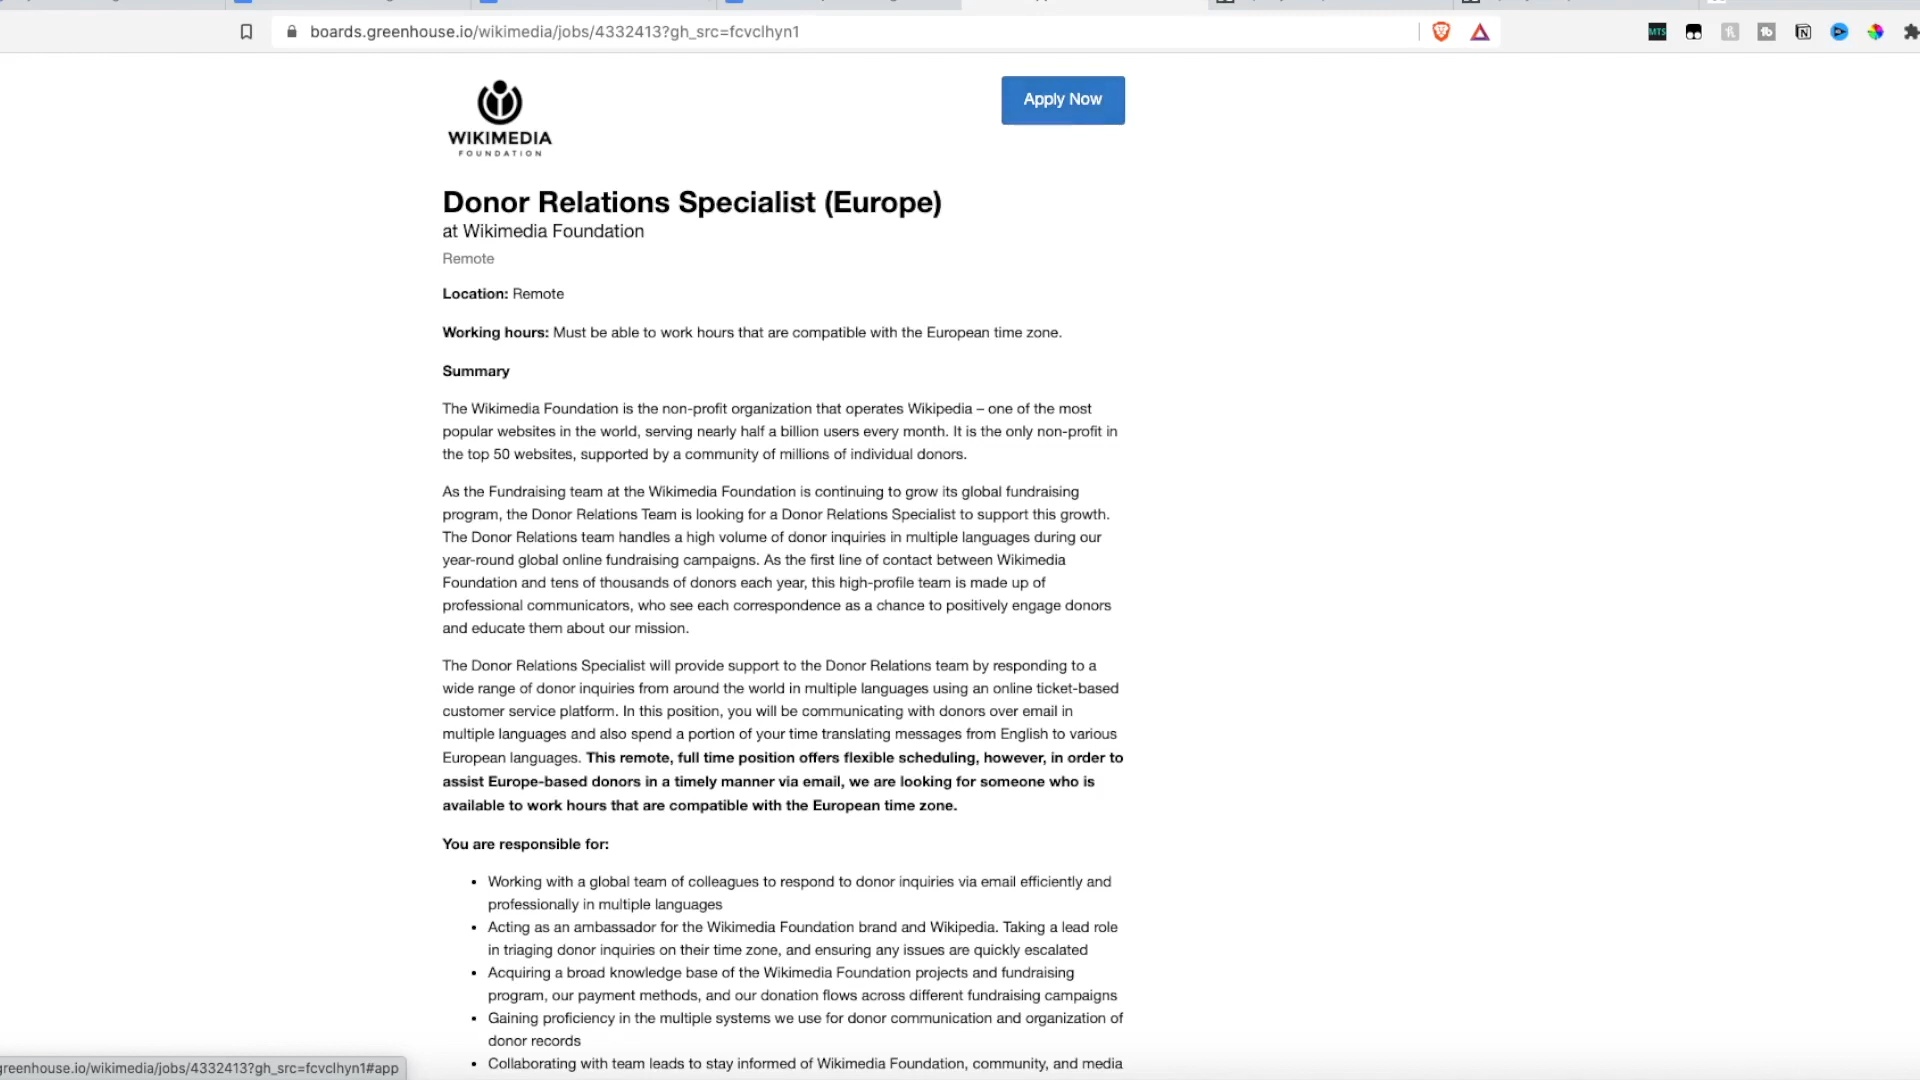 boards.greenhouse.io/wikimedia/jobs/4332413?gh_src=fcvclhyn1
MTS
Apply Now
WIKIMEDIA
FOUNDATION
Donor Relations Specialist (Europe)
at Wikimedia Foundation
Remote
Location: Remote
Working hours: Must be able to work hours that are compatible with the European time zone.
Summary
The Wikimedia Foundation is the non-profit organization that operates Wikipedia – one of the most
popular websites in the world, serving nearly half a billion users every month. It is the only non-profit in
the top 50 websites, supported by a community of millions of individual donors.
As the Fundraising team at the Wikimedia Foundation is continuing to grow its global fundraising
program, the Donor Relations Team is looking for a Donor Relations Specialist to support this growth.
The Donor Relations team handles a high volume of donor inquiries in multiple languages during our
year-round global online fundraising campaigns. As the first line of contact between Wikimedia
Foundation and tens of thousands of donors each year, this high-profile team is made up of
professional communicators, who see each correspondence as a chance to positively engage donors
and educate them about our mission.
The Donor Relations Specialist will provide support to the Donor Relations team by responding to a
wide range of donor inquiries from around the world in multiple languages using an online ticket-based
customer service platform. In this position, you will be communicating with donors over email in
multiple languages and also spend a portion of your time translating messages from English to various
European languages. This remote, full time position offers flexible scheduling, however, in order to
assist Europe-based donors in a timely manner via email, we are looking for someone who is
available to work hours that are compatible with the European time zone.
You are responsible for:
• Working with a global team of colleagues to respond to donor inquiries via email efficiently and
professionally in multiple languages
• Acting as an ambassador for the Wikimedia Foundation brand and Wikipedia. Taking a lead role
in triaging donor inquiries on their time zone, and ensuring any issues are quickly escalated
• Acquiring a broad knowledge base of the Wikimedia Foundation projects and fundraising
program, our payment methods, and our donation flows across different fundraising campaigns
• Gaining proficiency in the multiple systems we use for donor communication and organization of
donor records
• Collaborating with team leads to stay informed of Wikimedia Foundation, community, and media
greenhouse.io/wikimedia/jobs/4332413?gh_src=fcvclhyn1#app